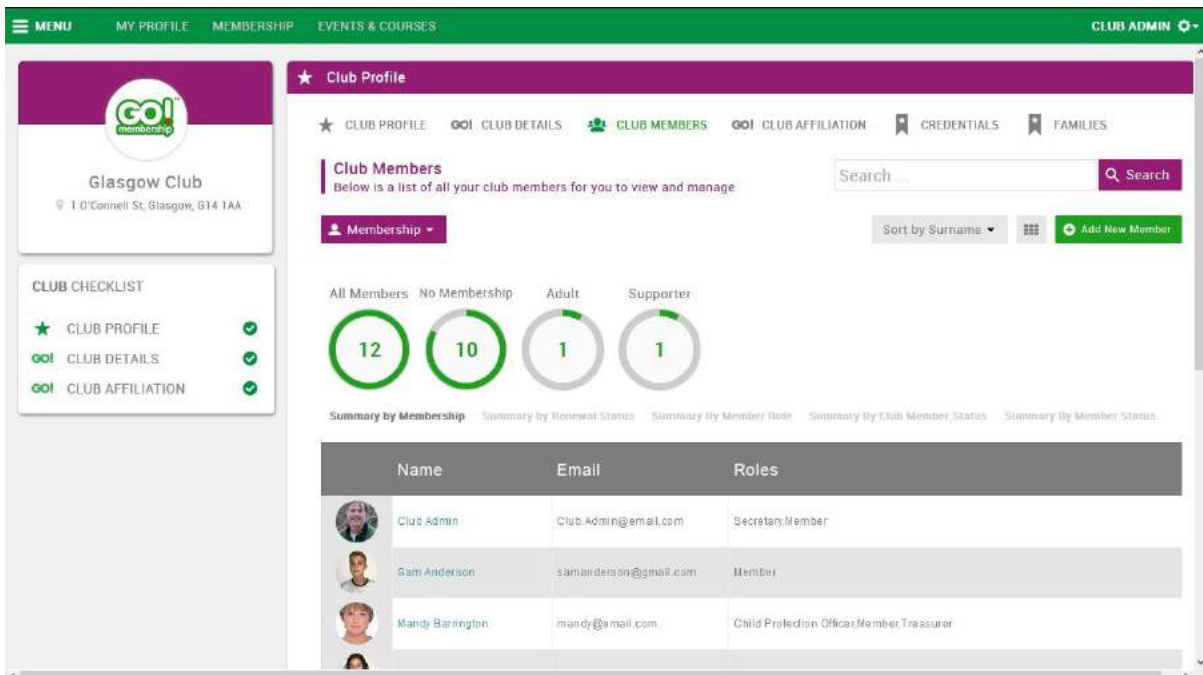 MENU MY PROFILE MEMBERSHIP EVENTS & COURSES CLUB ADMIN
GO!
membership
Glasgow Club
1 O'Connell St, Glasgow, G14 1AA
CLUB CHECKLIST
CLUB PROFILE
GO! CLUB DETAILS
GO! CLUB AFFILIATION
Club Profile
CLUB PROFILE GO! CLUB DETAILS CLUB MEMBERS GO! CLUB AFFILIATION CREDENTIALS FAMILIES
Club Members
Below is a list of all your club members for you to view and manage
Search ... Search
Membership Sort by Surname Add New Member
All Members No Membership Adult Supporter
12 10 1 1
Summary by Membership Summary by Renewal Status Summary By Member Role Summary By Club Member Status Summary By Member Status
Name Email Roles
Club Admin Club.Admin@email.com Secretary,Member
Sam Anderson samanderson@gmail.com Member
Mandy Barrington mandy@email.com Child Protection Officer,Member,Treasurer